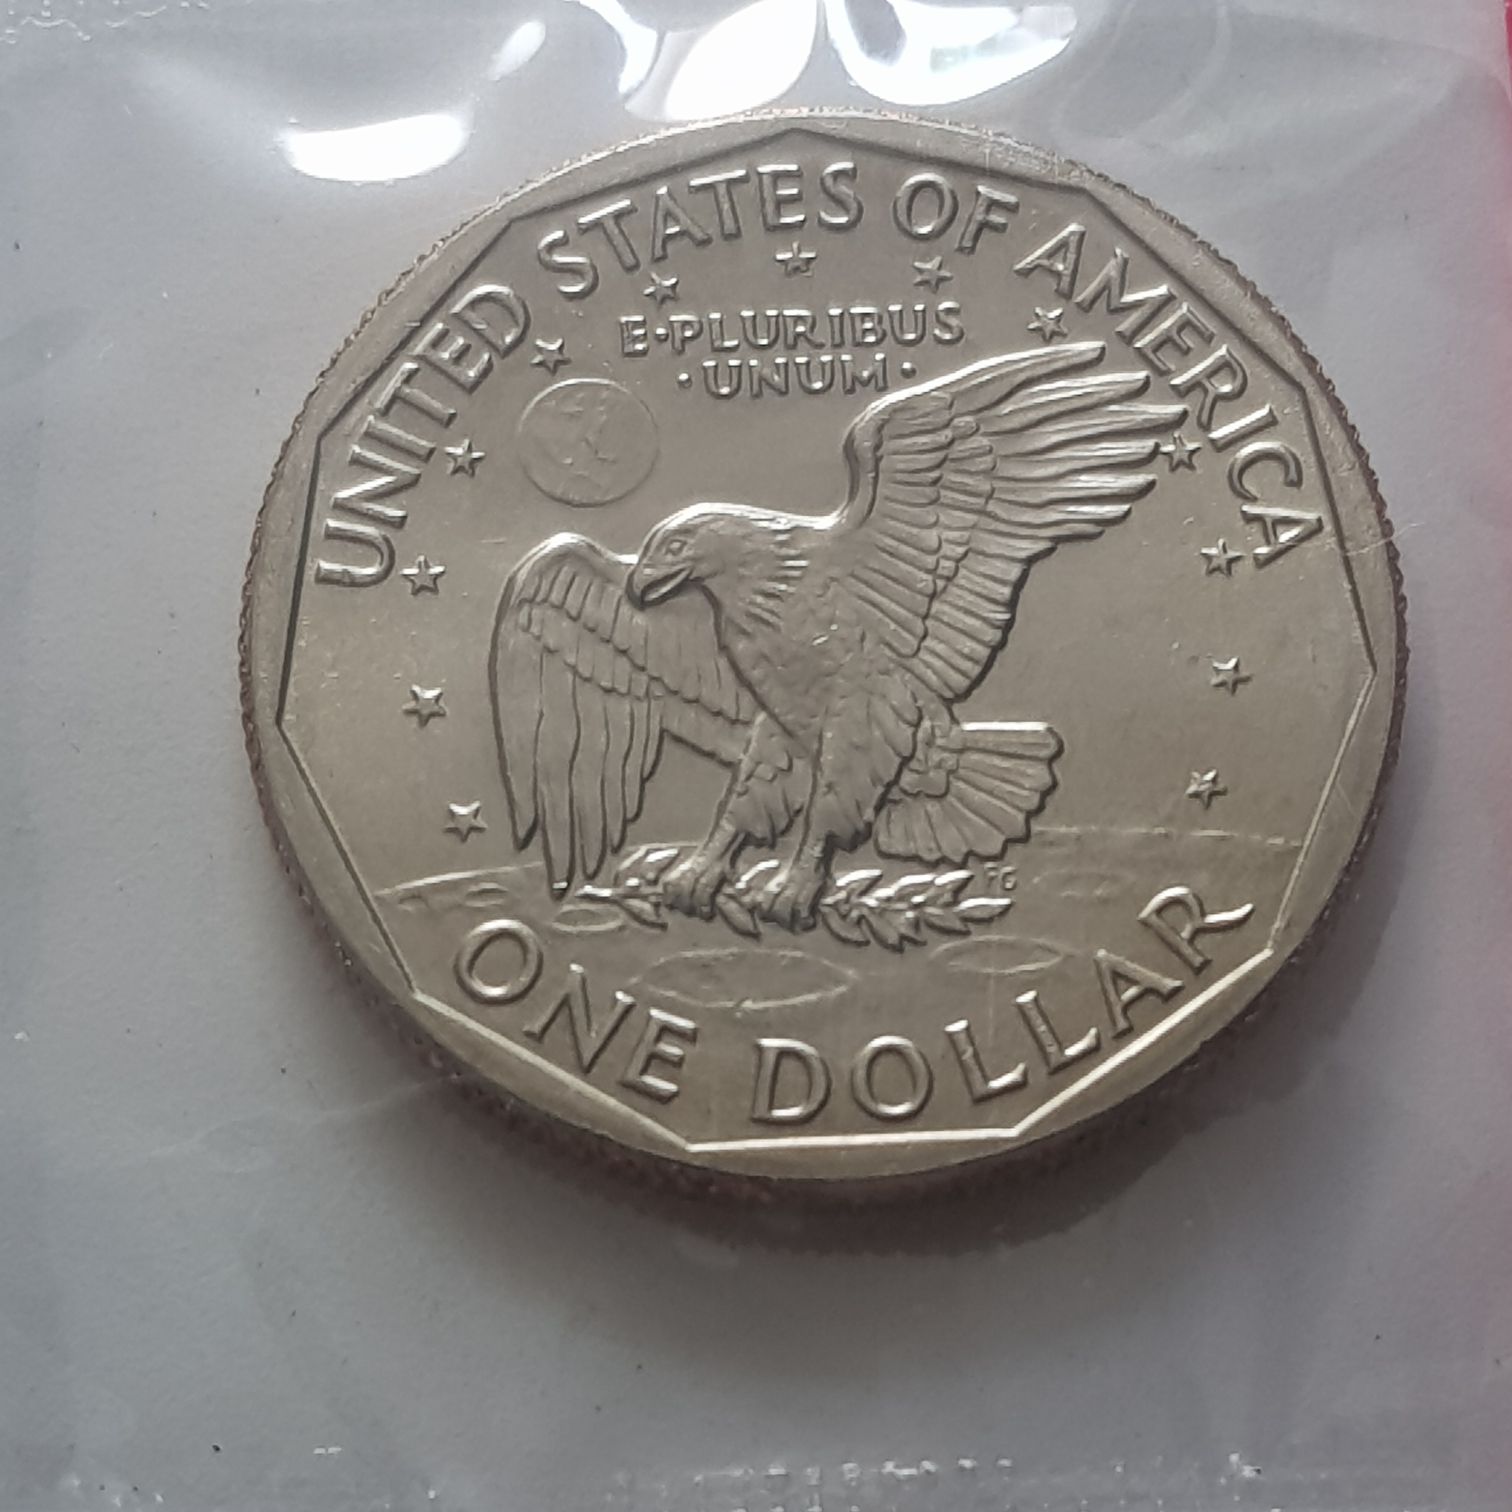 UNITED STATES OF AMERICA
E·PLURIBUS
·UNUM·
FG
ONE DOLLAR